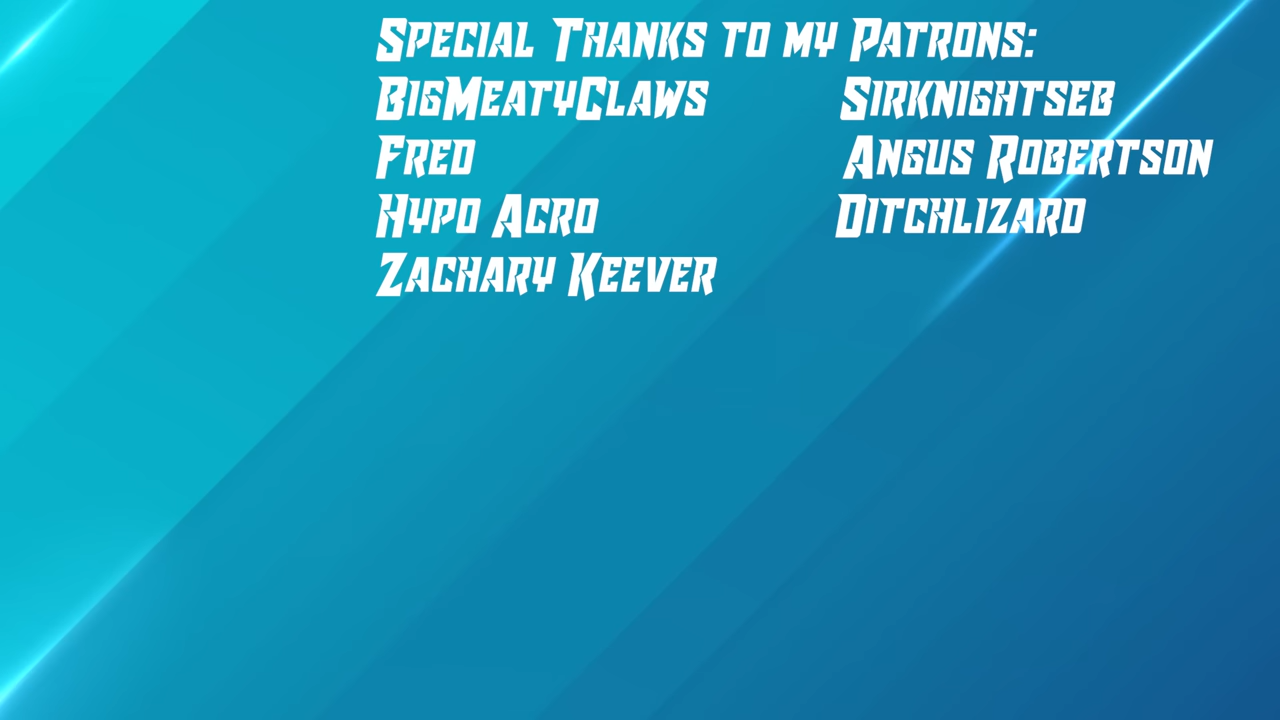 Special Thanks to my Patrons:
BigMeatyClaws Sirknightseb
Fred Angus Robertson
Hypo Acro Ditchlizard
Zachary Keever